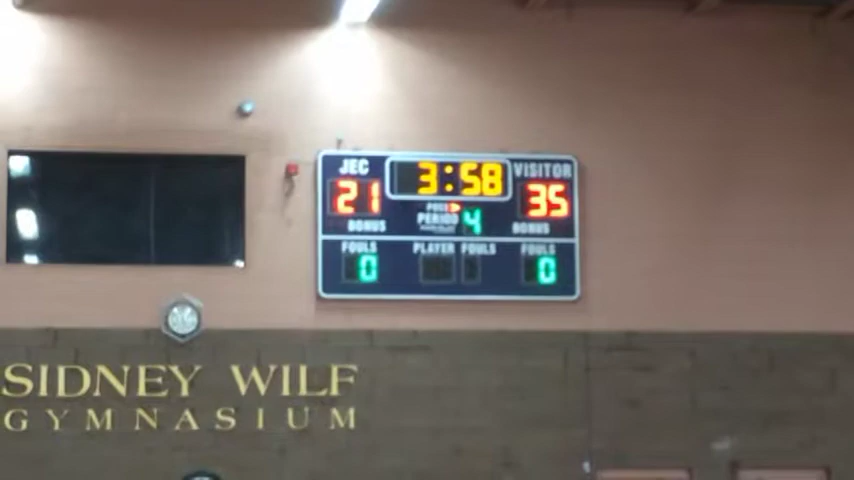 JEC 3:58 VISITOR
21 35
POSS
PERIOD 4
BONUS BONUS
FOULS PLAYER FOULS FOULS
0 0
SIDNEY WILF
GYMNASIUM